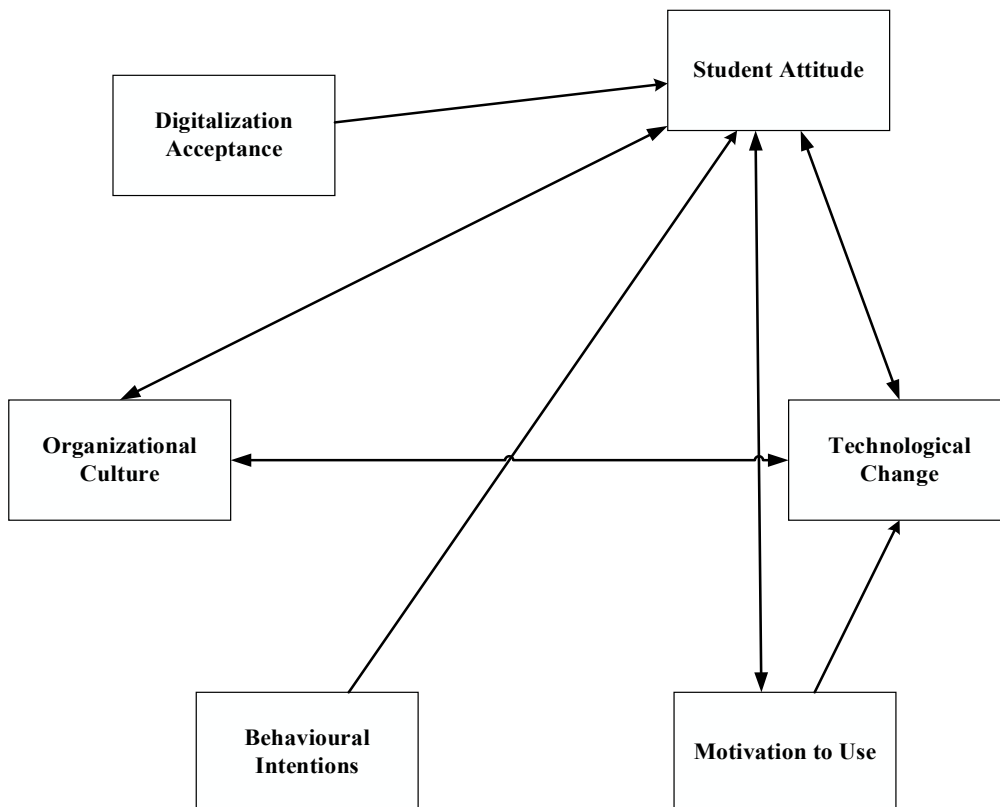 Student Attitude
Digitalization
Acceptance
Organizational
Culture
Technological
Change
Behavioural
Intentions
Motivation to Use